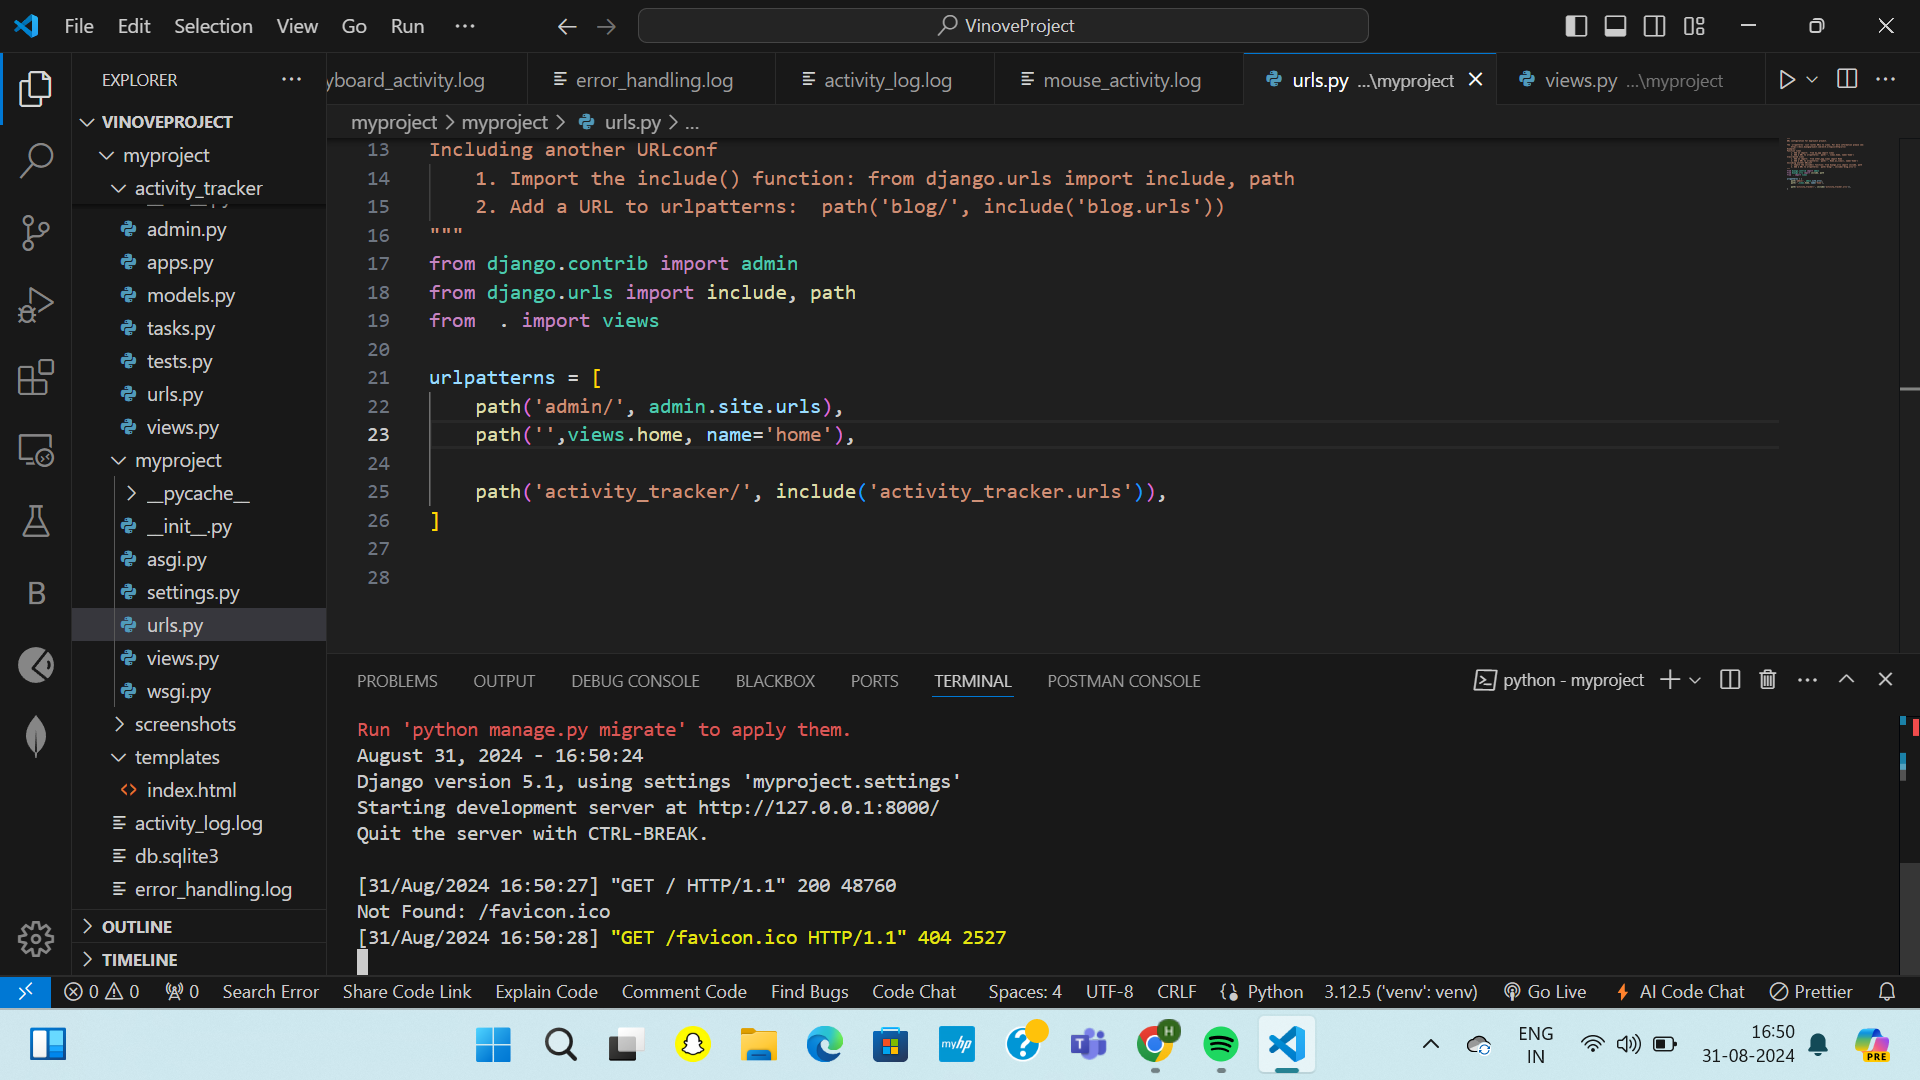 File Edit Selection View Go Run ···
VinoveProject
EXPLORER
yboard_activity.log
error_handling.log
activity_log.log
mouse_activity.log
urls.py ...\myproject
views.py ...\myproject
VINOVEPROJECT
myproject
activity_tracker
admin.py
apps.py
models.py
tasks.py
tests.py
urls.py
views.py
myproject
__pycache__
__init__.py
asgi.py
settings.py
urls.py
views.py
wsgi.py
screenshots
templates
index.html
activity_log.log
db.sqlite3
error_handling.log
OUTLINE
TIMELINE
myproject > myproject > urls.py > ...
13 Including another URLconf
14     1. Import the include() function: from django.urls import include, path
15     2. Add a URL to urlpatterns:  path('blog/', include('blog.urls'))
16 """
17 from django.contrib import admin
18 from django.urls import include, path
19 from  . import views
20
21 urlpatterns = [
22     path('admin/', admin.site.urls),
23     path('',views.home, name='home'),
24
25     path('activity_tracker/', include('activity_tracker.urls')),
26 ]
27
28
PROBLEMS OUTPUT DEBUG CONSOLE BLACKBOX PORTS TERMINAL POSTMAN CONSOLE
python - myproject
Run 'python manage.py migrate' to apply them.
August 31, 2024 - 16:50:24
Django version 5.1, using settings 'myproject.settings'
Starting development server at http://127.0.0.1:8000/
Quit the server with CTRL-BREAK.
[31/Aug/2024 16:50:27] "GET / HTTP/1.1" 200 48760
Not Found: /favicon.ico
[31/Aug/2024 16:50:28] "GET /favicon.ico HTTP/1.1" 404 2527
0 0 0 Search Error Share Code Link Explain Code Comment Code Find Bugs Code Chat Spaces: 4 UTF-8 CRLF Python 3.12.5 ('venv': venv) Go Live AI Code Chat Prettier
myhp
H
ENG
IN
16:50
31-08-2024
PRE